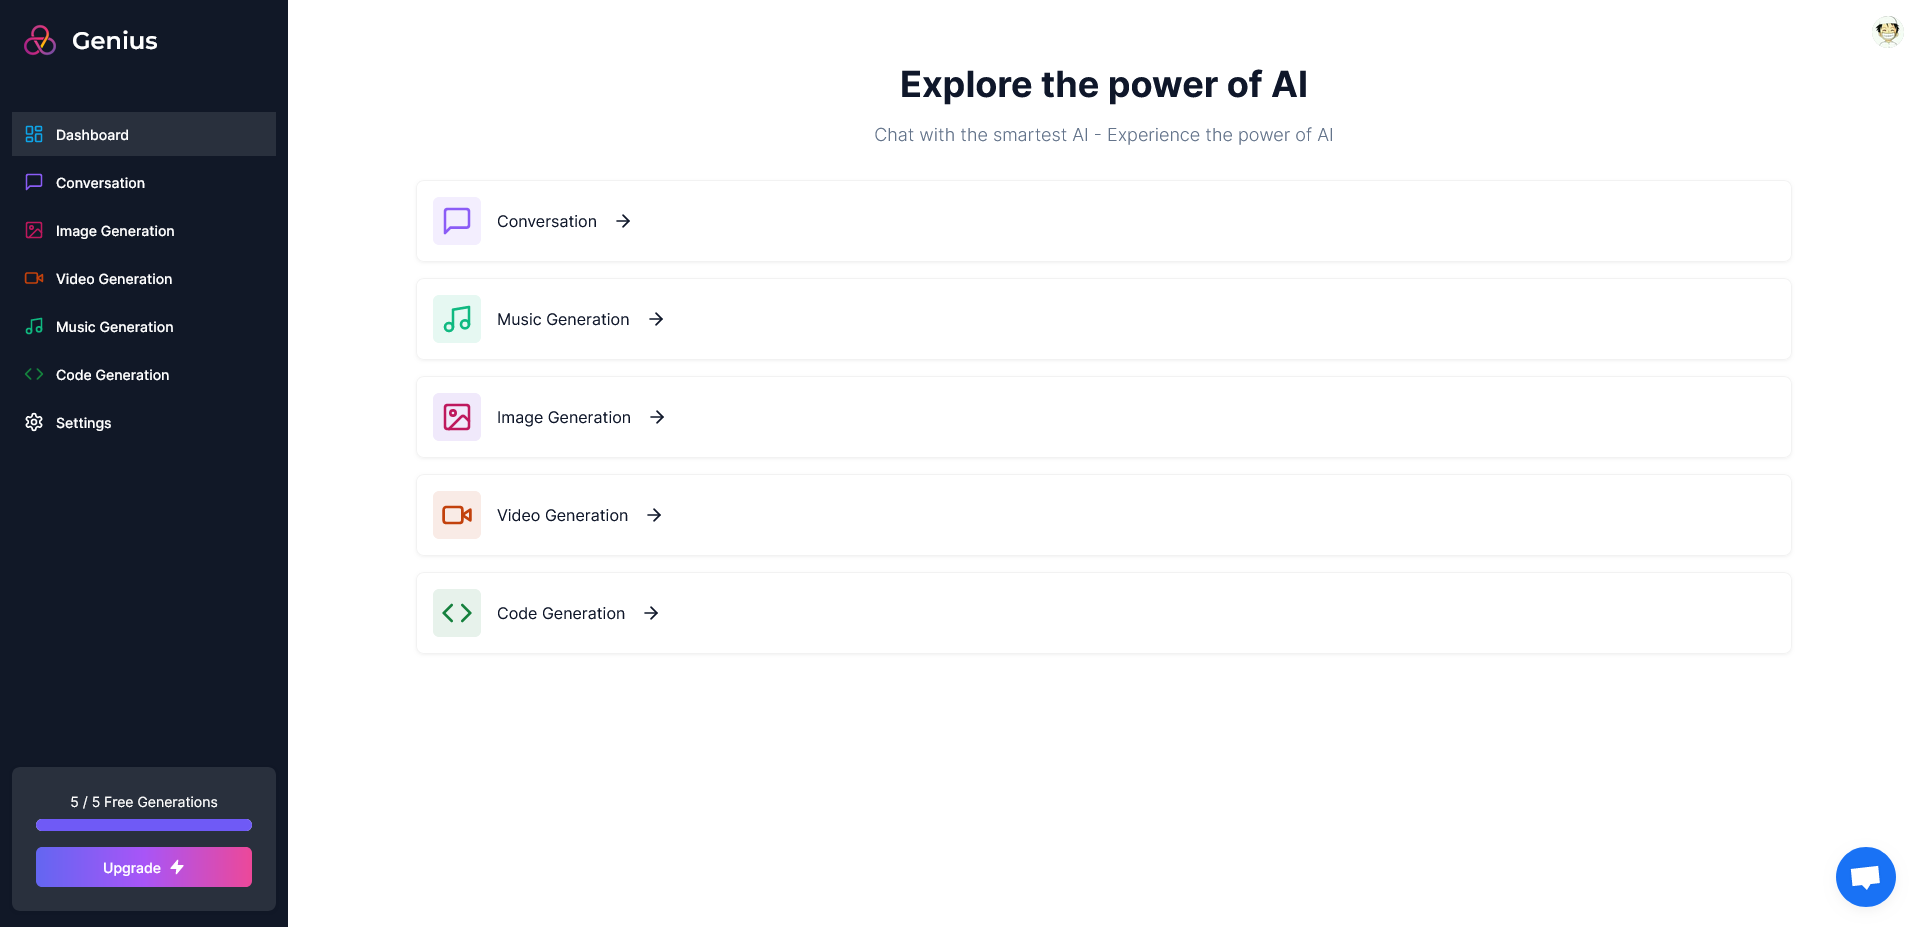 Genius
Dashboard
Conversation
Image Generation
Video Generation
Music Generation
Code Generation
Settings
5 / 5 Free Generations
Upgrade
Explore the power of AI
Chat with the smartest AI - Experience the power of AI
Conversation
Music Generation
Image Generation
Video Generation
Code Generation